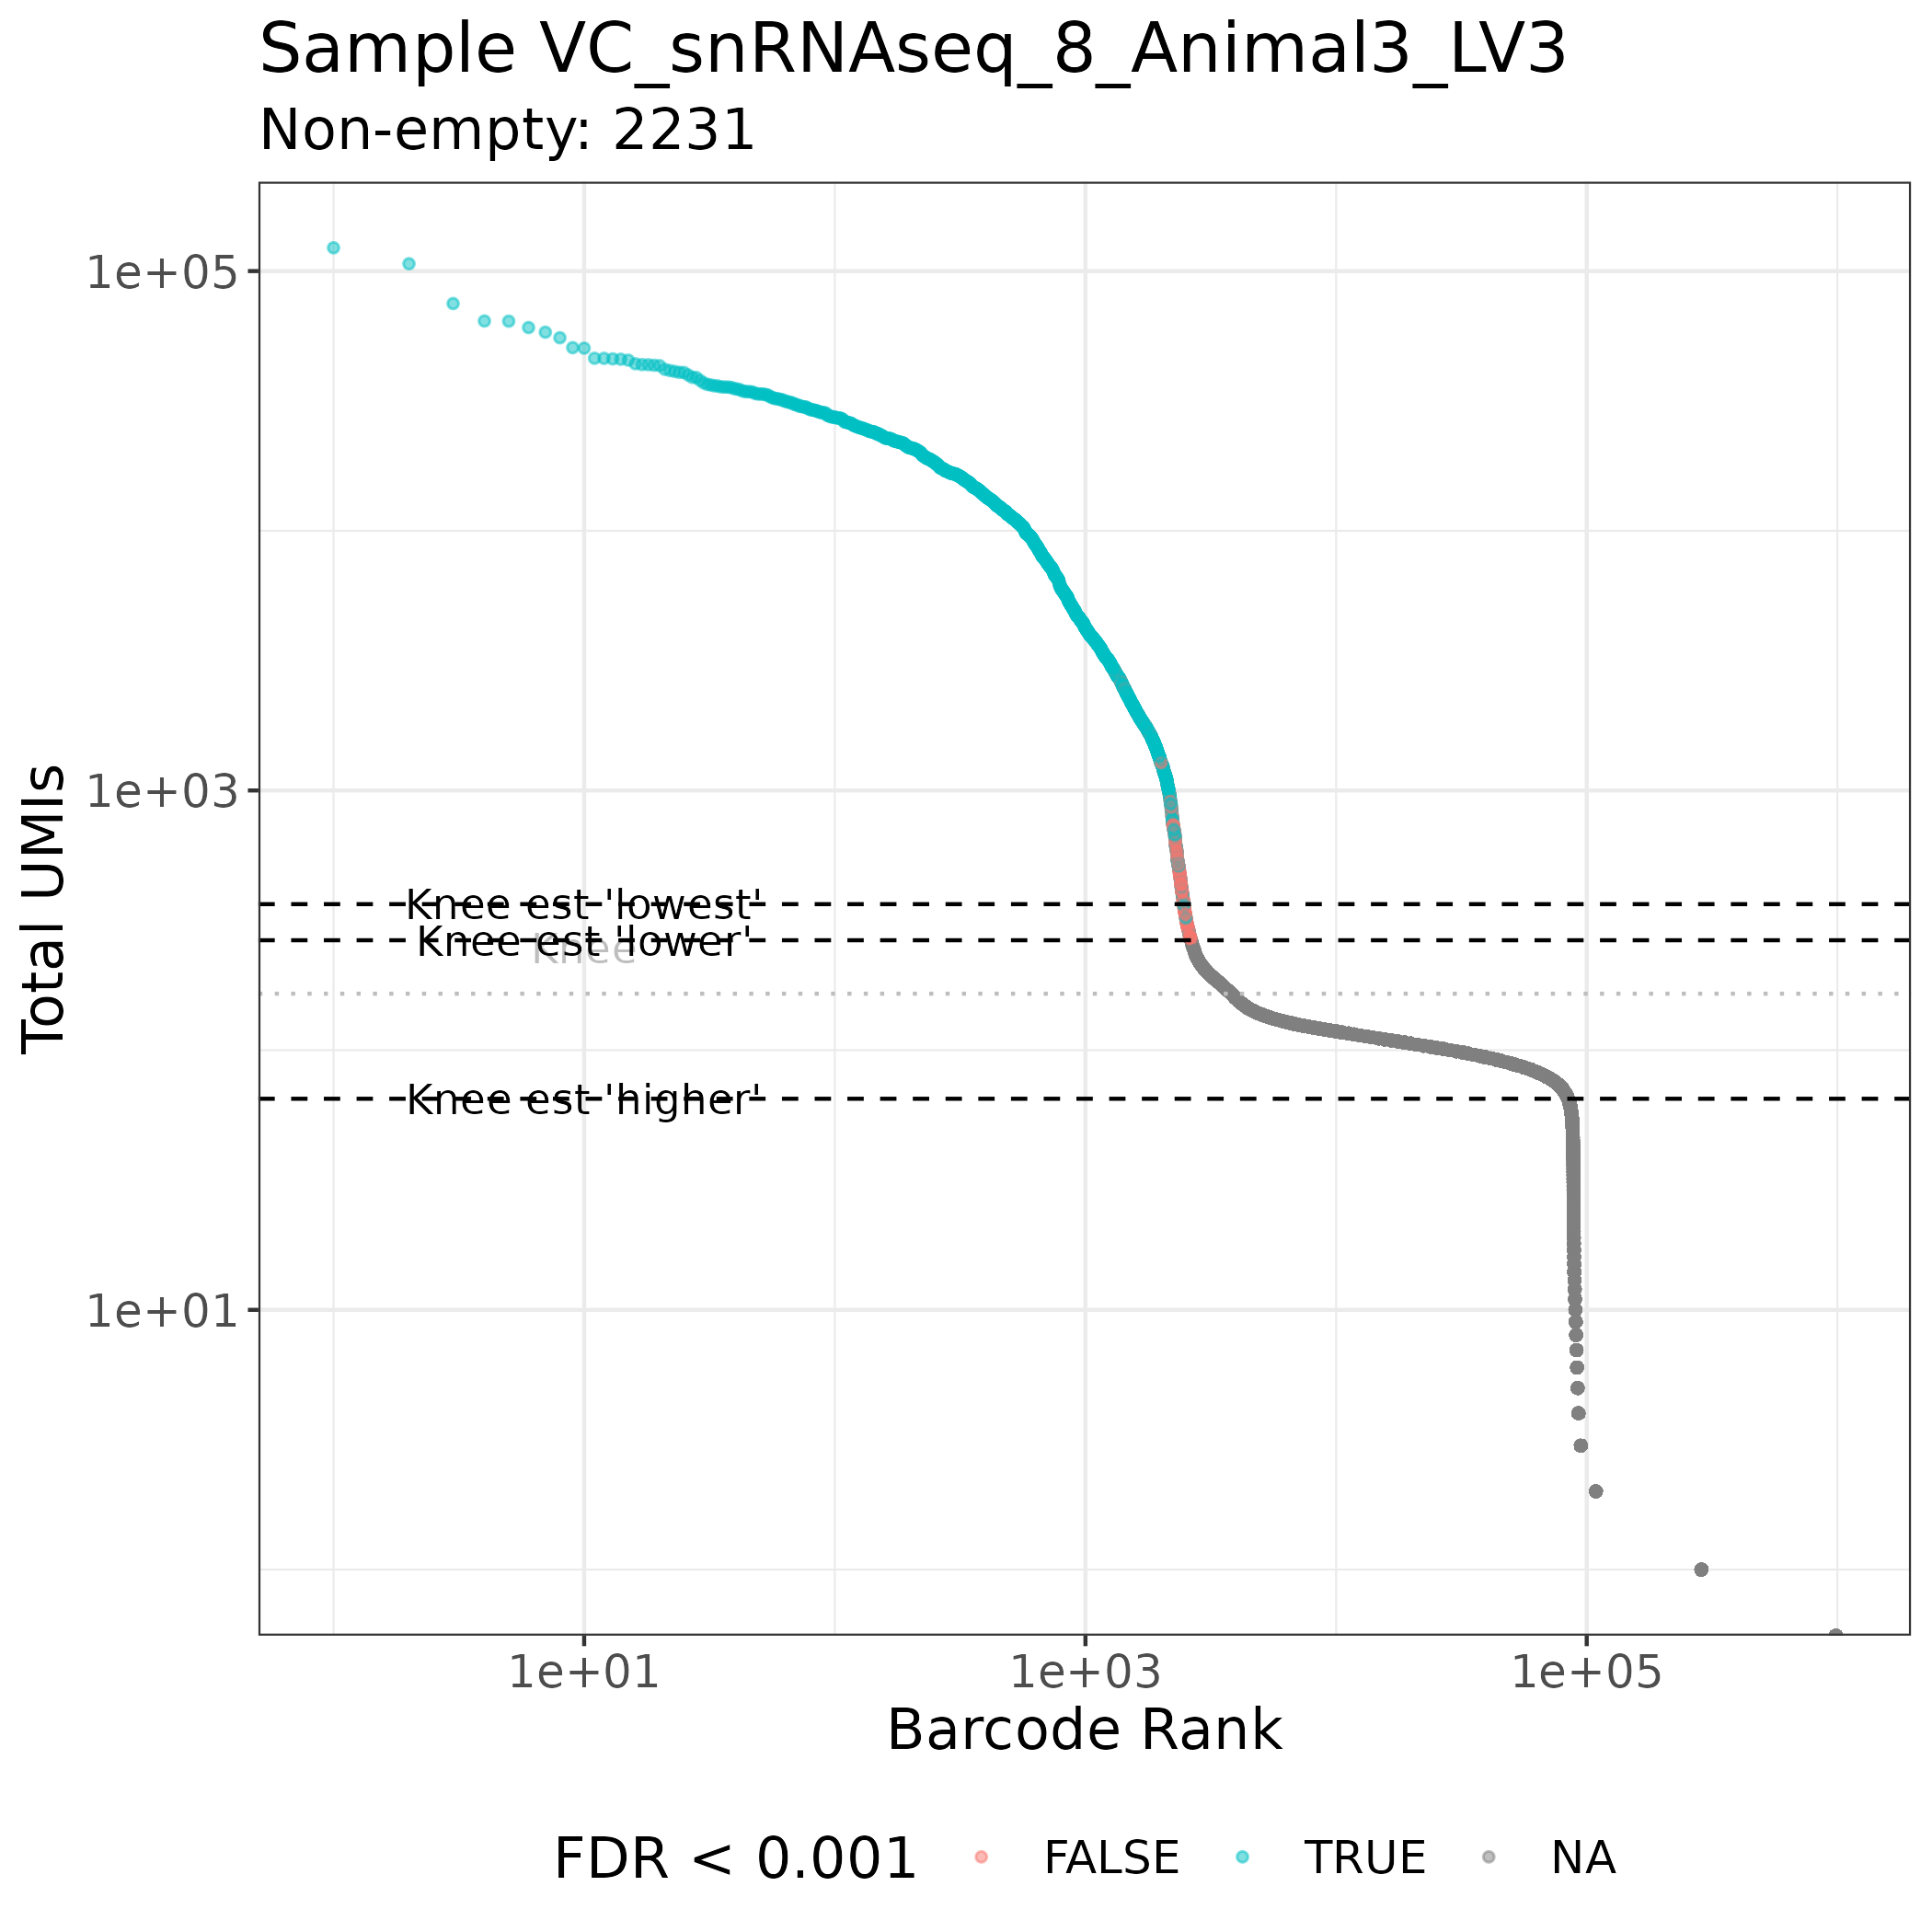 Sample VC_snRNAseq_8_Animal3_LV3
Non-empty: 2231
Total UMIs
1e+05
1e+03
1e+01
Knee est 'lowest'
Knee est 'lower'
Knee
Knee est 'higher'
1e+01 1e+03 1e+05
Barcode Rank
FDR < 0.001 FALSE TRUE NA